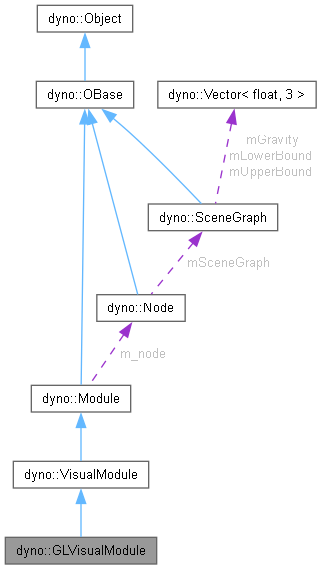 dyno::Object
dyno::OBase
dyno::Vector< float, 3 >
mGravity
mLowerBound
mUpperBound
dyno::SceneGraph
mSceneGraph
dyno::Node
m_node
dyno::Module
dyno::VisualModule
dyno::GLVisualModule